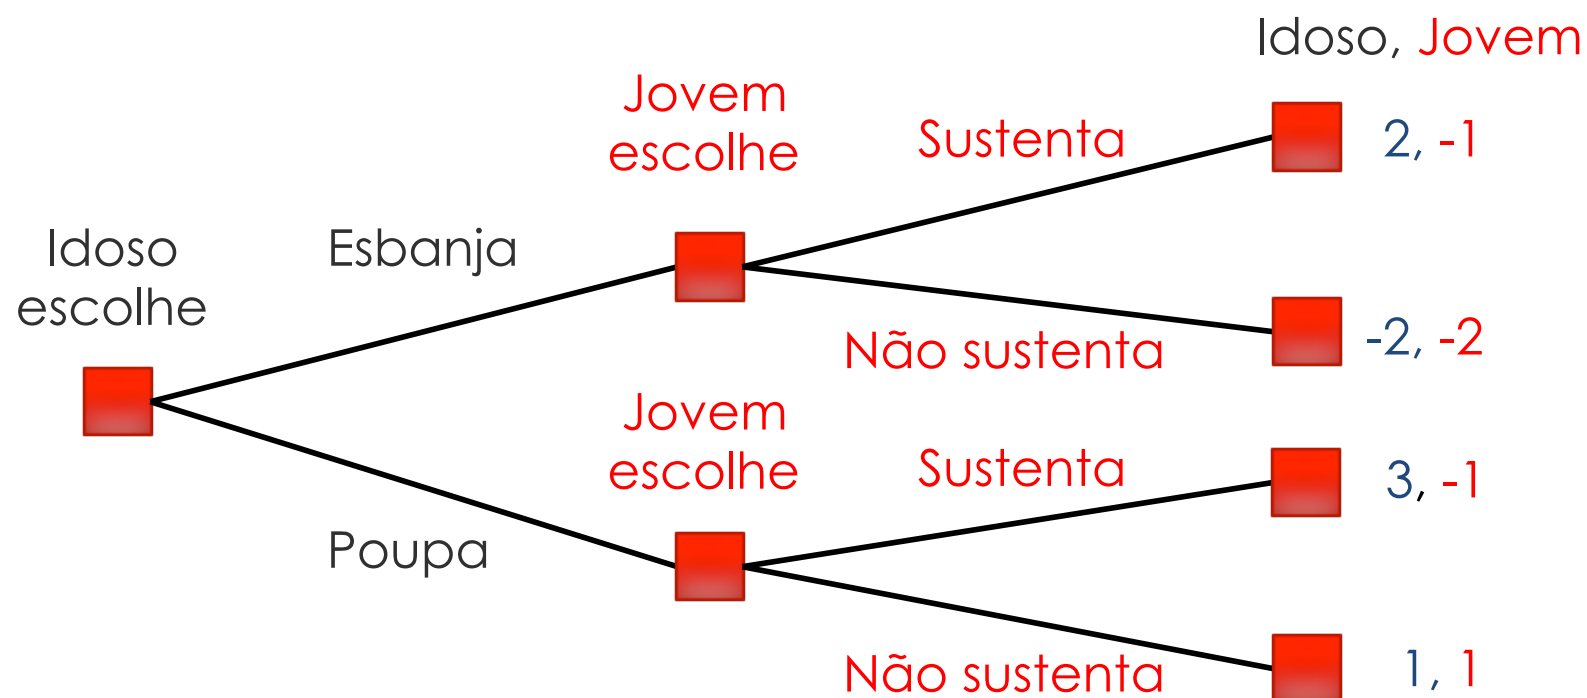 Idoso, Jovem
Jovem
escolhe
Sustenta
2, -1
Idoso
escolhe
Esbanja
Não sustenta
-2, -2
Jovem
escolhe
Sustenta
3, -1
Poupa
Não sustenta
1, 1